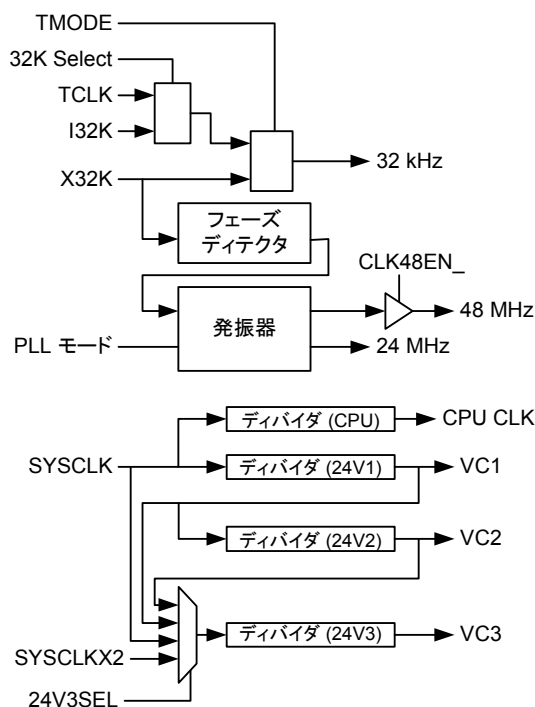 TMODE
32K Select
TCLK
I32K
32 kHz
X32K
フェーズ
ディテクタ
CLK48EN_
48 MHz
発振器
PLL モード
24 MHz
ディバイダ (CPU)
CPU CLK
SYSCLK
ディバイダ (24V1)
VC1
ディバイダ (24V2)
VC2
ディバイダ (24V3)
VC3
SYSCLKX2
24V3SEL